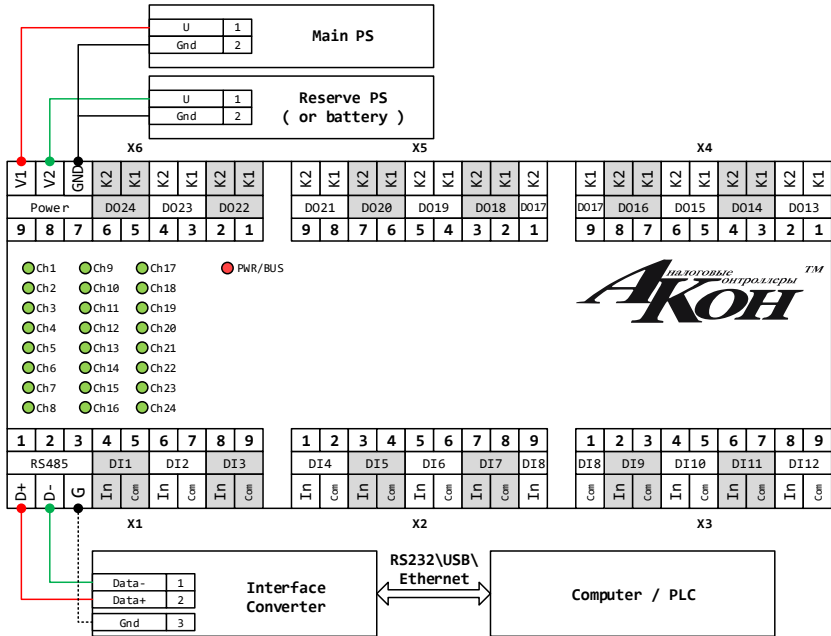 U 1
Gnd 2
Main PS
U 1
Gnd 2
Reserve PS
( or battery )
X6 X5 X4
V1 V2 GND K2 K1 K2 K1 K2 K1 K2 K1 K2 K1 K2 K1 K2 K1 K2 K1 K2 K1 K2 K1 K2 K1 K2 K1
Power DO24 DO23 DO22 DO21 DO20 DO19 DO18 DO17 DO17 DO16 DO15 DO14 DO13
9 8 7 6 5 4 3 2 1 9 8 7 6 5 4 3 2 1 9 8 7 6 5 4 3 2 1
Ch1 Ch9 Ch17 PWR/BUS
Ch2 Ch10 Ch18
Ch3 Ch11 Ch19
Ch4 Ch12 Ch20
Ch5 Ch13 Ch21
Ch6 Ch14 Ch22
Ch7 Ch15 Ch23
Ch8 Ch16 Ch24
Аналоговые Контроллеры TM
АКОН
1 2 3 4 5 6 7 8 9 1 2 3 4 5 6 7 8 9 1 2 3 4 5 6 7 8 9
RS485 DI1 DI2 DI3 DI4 DI5 DI6 DI7 DI8 DI8 DI9 DI10 DI11 DI12
D+ D- G In Com In Com In Com In Com In Com In Com In Com In Com In Com In Com In Com In Com
X1 X2 X3
Data- 1
Data+ 2
Gnd 3
Interface
Converter
RS232\USB\
Ethernet
Computer / PLC